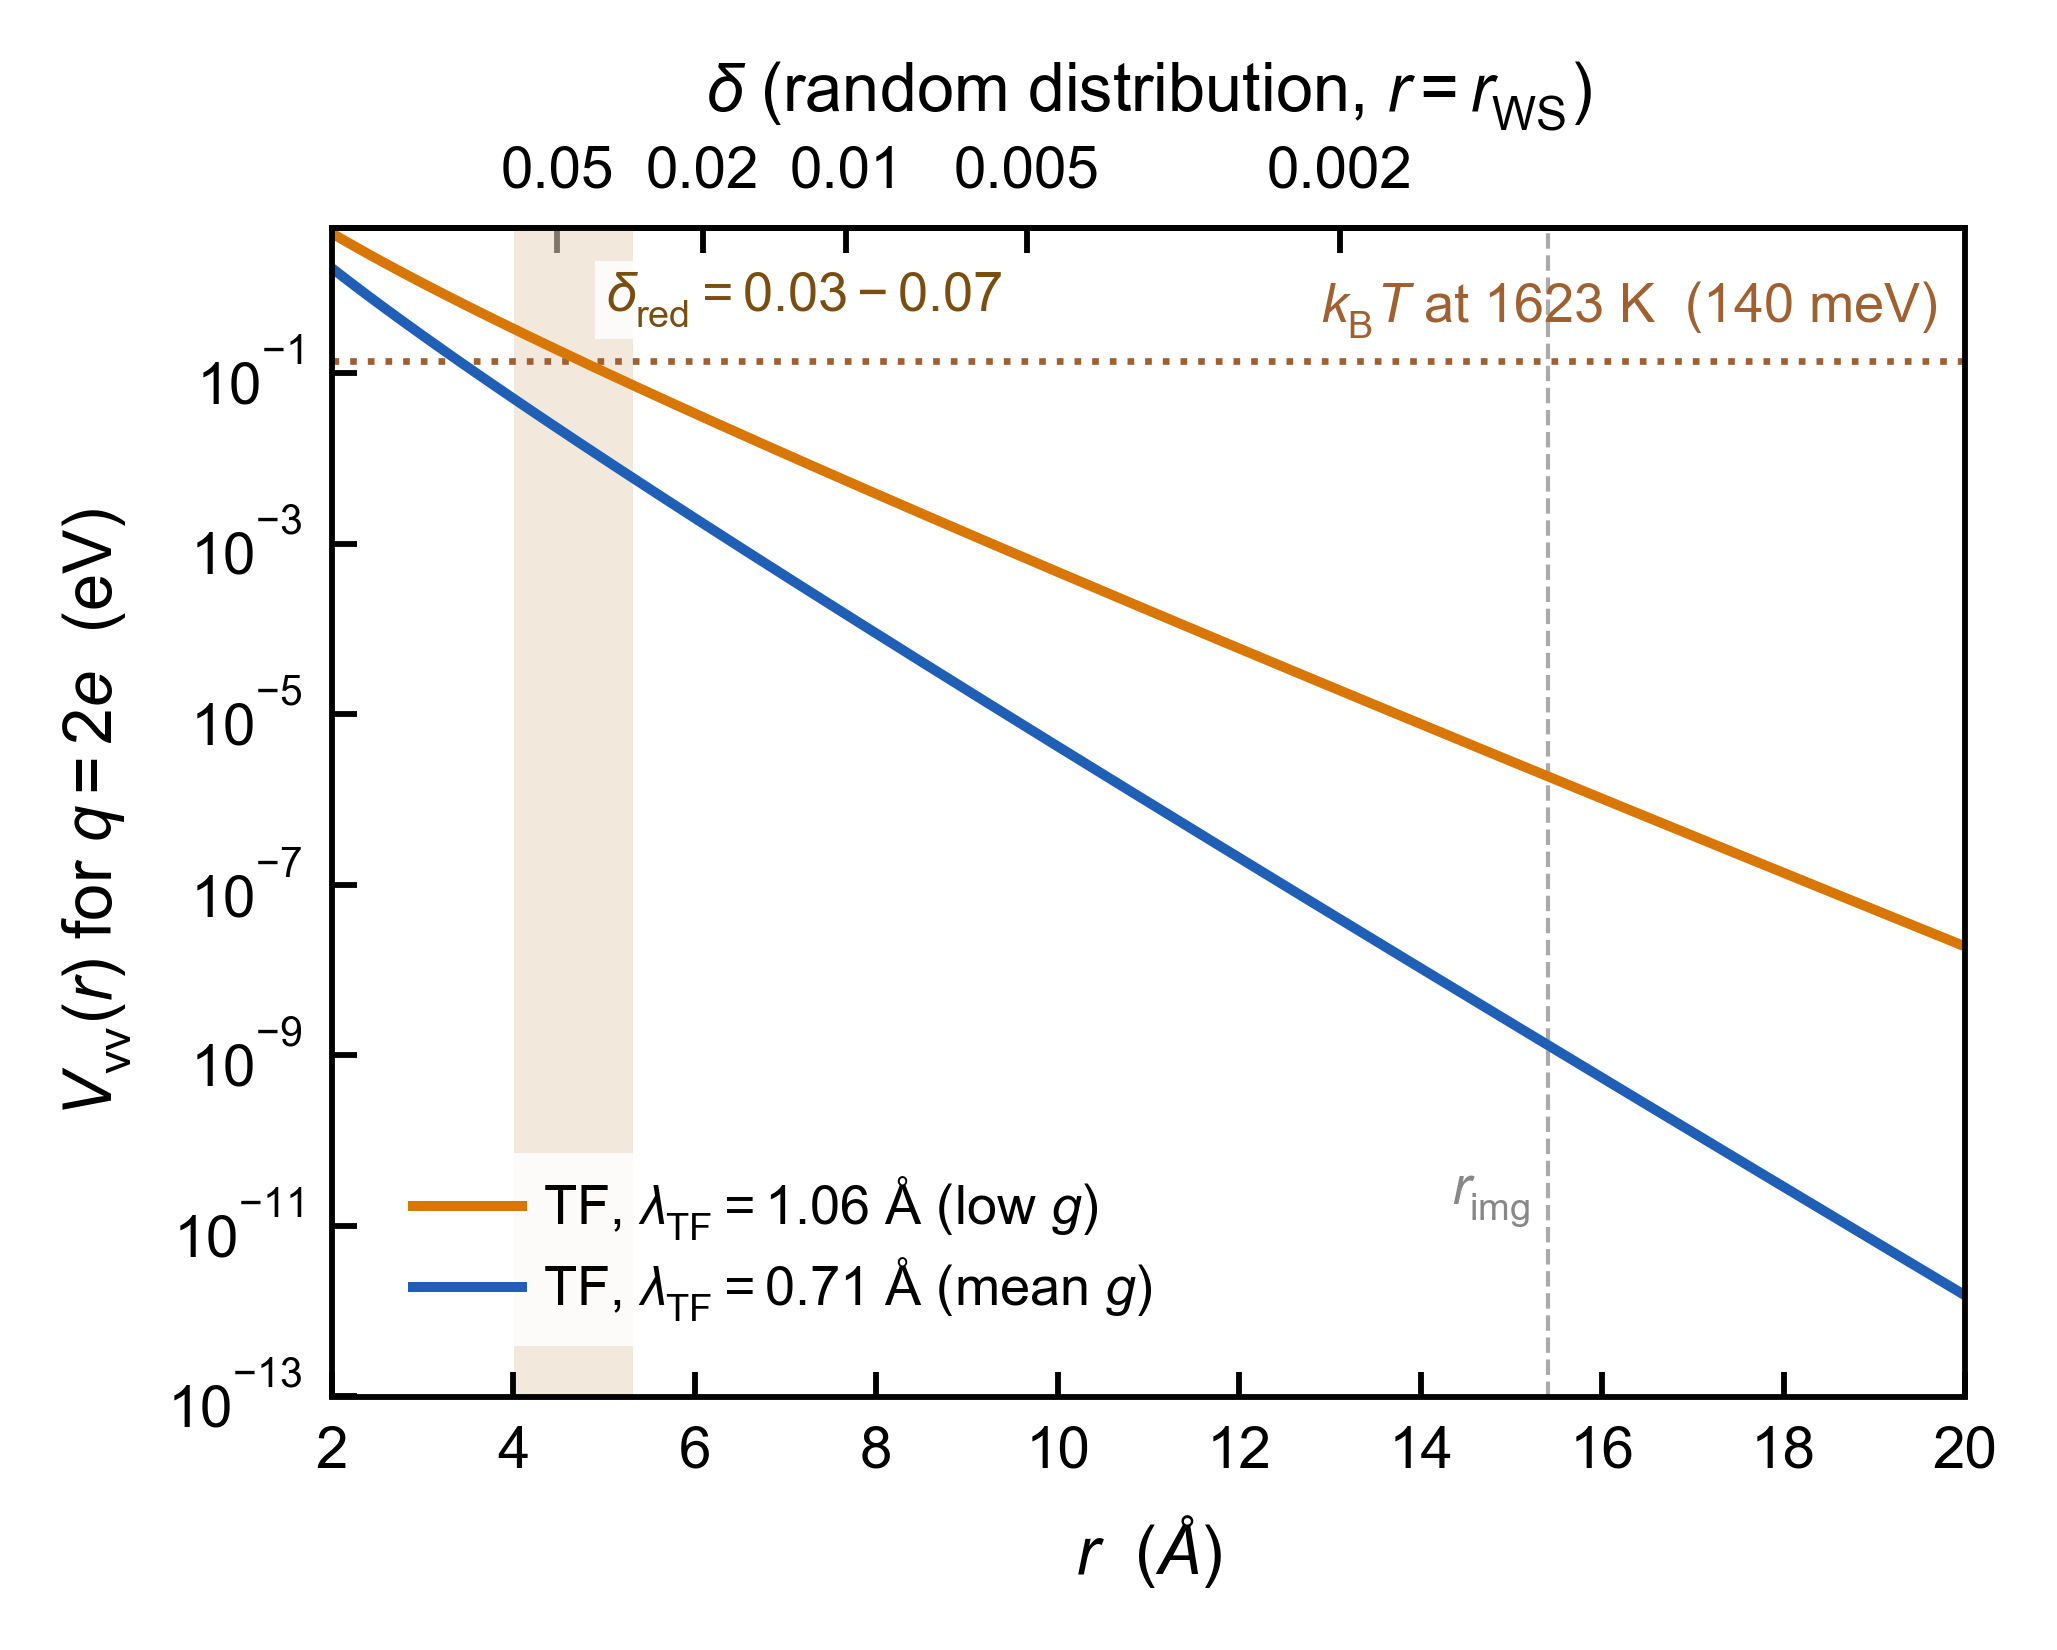 δ (random distribution, r = r_WS)
0.05 0.02 0.01 0.005 0.002
δ_red = 0.03 − 0.07
k_B T at 1623 K (140 meV)
V_vv(r) for q = 2e (eV)
10^−1
10^−3
10^−5
10^−7
10^−9
10^−11
10^−13
r_img
TF, λ_TF = 1.06 Å (low g)
TF, λ_TF = 0.71 Å (mean g)
2 4 6 8 10 12 14 16 18 20
r (Å)